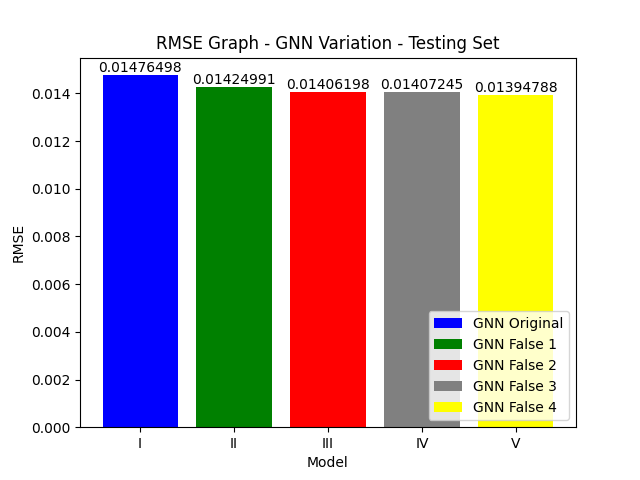 RMSE Graph - GNN Variation - Testing Set
0.01476498
0.01424991
0.01406198
0.01407245
0.01394788
0.014
0.012
0.010
0.008
0.006
0.004
0.002
0.000
RMSE
GNN Original
GNN False 1
GNN False 2
GNN False 3
GNN False 4
I II III IV V
Model